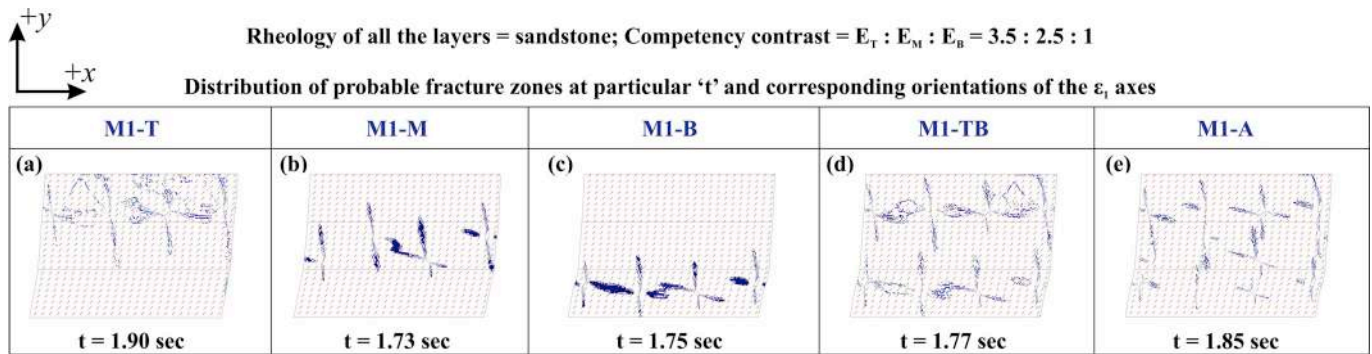 +y
+x
Rheology of all the layers = sandstone; Competency contrast = E_T : E_M : E_B = 3.5 : 2.5 : 1
Distribution of probable fracture zones at particular ‘t’ and corresponding orientations of the ε₁ axes
M1-T M1-M M1-B M1-TB M1-A
(a) (b) (c) (d) (e)
t = 1.90 sec t = 1.73 sec t = 1.75 sec t = 1.77 sec t = 1.85 sec